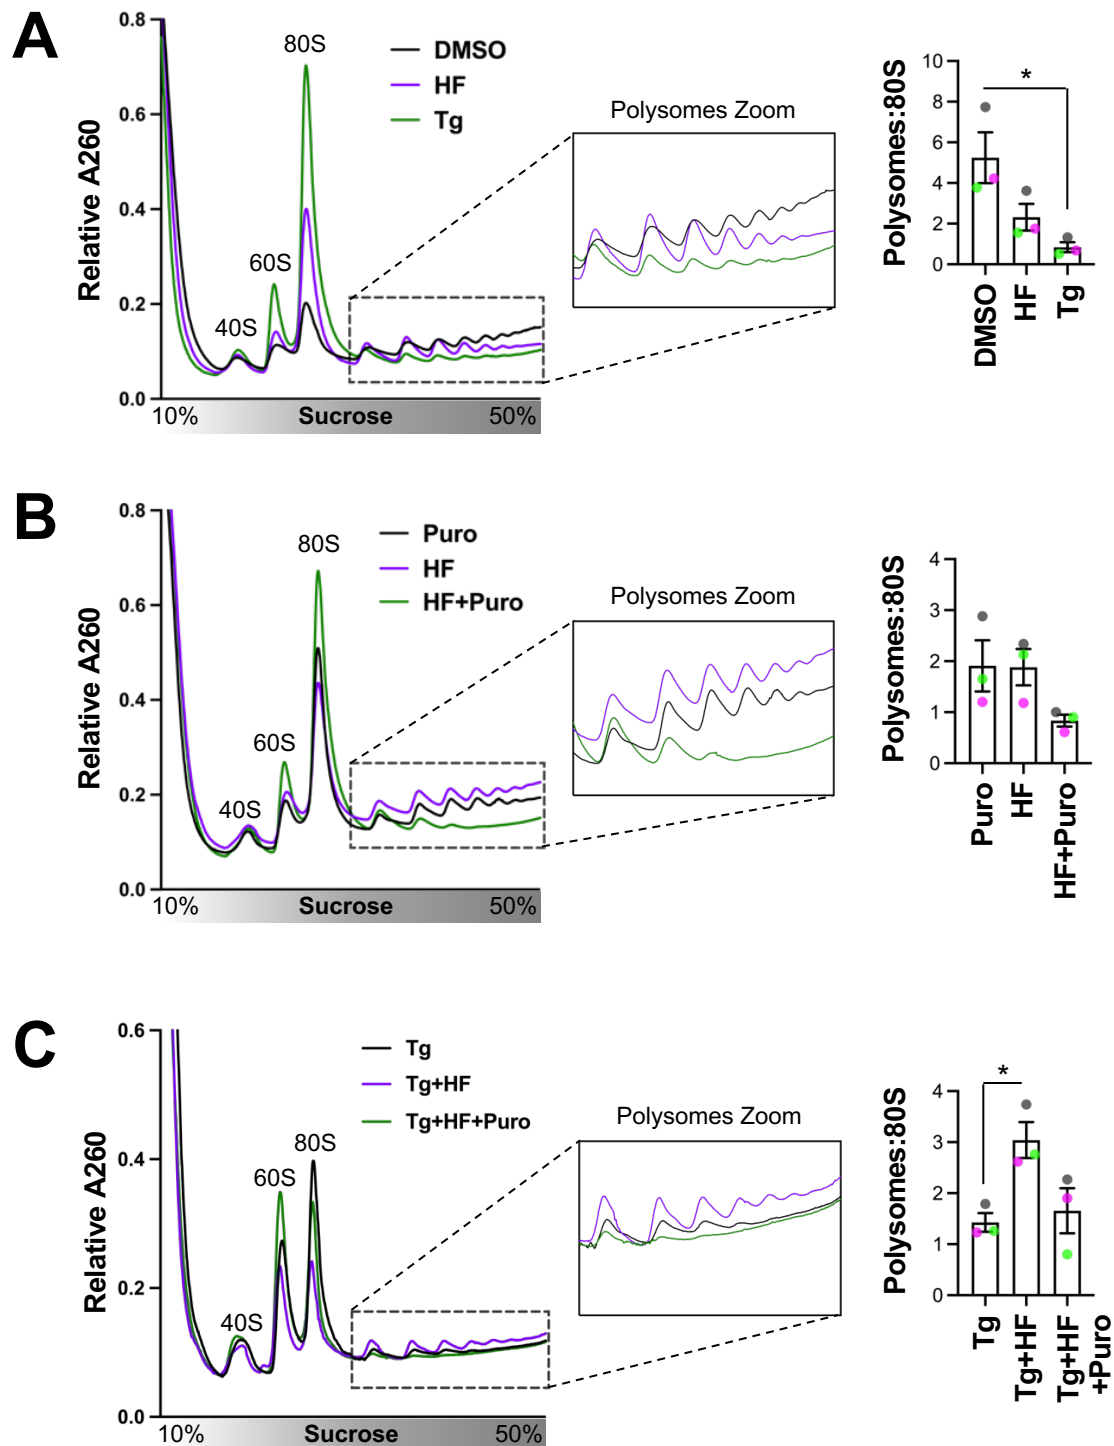 A
DMSO
HF
Tg
80S
60S
40S
Relative A260
0.8
0.6
0.4
0.2
0.0
10% Sucrose 50%
Polysomes Zoom
Polysomes:80S
10
8
6
4
2
0
*
DMSO
HF
Tg
B
Puro
HF
HF+Puro
80S
60S
40S
Relative A260
0.8
0.6
0.4
0.2
0.0
10% Sucrose 50%
Polysomes Zoom
Polysomes:80S
4
3
2
1
0
Puro
HF
HF+Puro
C
Tg
Tg+HF
Tg+HF+Puro
80S
60S
40S
Relative A260
0.6
0.4
0.2
0.0
10% Sucrose 50%
Polysomes Zoom
Polysomes:80S
4
3
2
1
0
*
Tg
Tg+HF
Tg+HF
+Puro